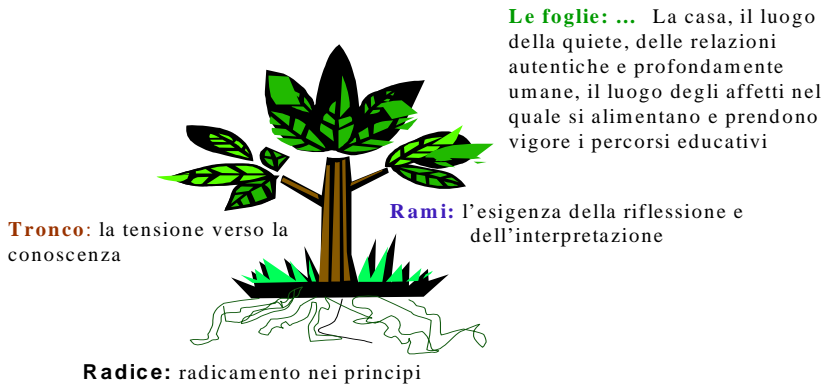 Le foglie: ... La casa, il luogo
della quiete, delle relazioni
autentiche e profondamente
umane, il luogo degli affetti nel
quale si alimentano e prendono
vigore i percorsi educativi
Rami: l'esigenza della riflessione e
dell'interpretazione
Tronco: la tensione verso la
conoscenza
Radice: radicamento nei principi